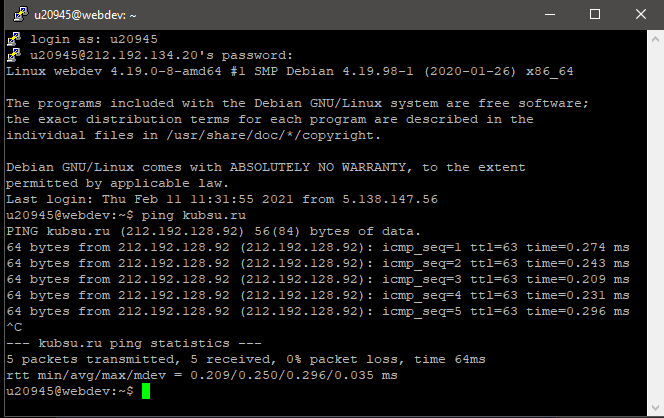 u20945@webdev: ~
login as: u20945
u20945@212.192.134.20's password:
Linux webdev 4.19.0-8-amd64 #1 SMP Debian 4.19.98-1 (2020-01-26) x86_64
The programs included with the Debian GNU/Linux system are free software;
the exact distribution terms for each program are described in the
individual files in /usr/share/doc/*/copyright.
Debian GNU/Linux comes with ABSOLUTELY NO WARRANTY, to the extent
permitted by applicable law.
Last login: Thu Feb 11 11:31:55 2021 from 5.138.147.56
u20945@webdev:~$ ping kubsu.ru
PING kubsu.ru (212.192.128.92) 56(84) bytes of data.
64 bytes from 212.192.128.92 (212.192.128.92): icmp_seq=1 ttl=63 time=0.274 ms
64 bytes from 212.192.128.92 (212.192.128.92): icmp_seq=2 ttl=63 time=0.243 ms
64 bytes from 212.192.128.92 (212.192.128.92): icmp_seq=3 ttl=63 time=0.209 ms
64 bytes from 212.192.128.92 (212.192.128.92): icmp_seq=4 ttl=63 time=0.231 ms
64 bytes from 212.192.128.92 (212.192.128.92): icmp_seq=5 ttl=63 time=0.296 ms
^C
--- kubsu.ru ping statistics ---
5 packets transmitted, 5 received, 0% packet loss, time 64ms
rtt min/avg/max/mdev = 0.209/0.250/0.296/0.035 ms
u20945@webdev:~$